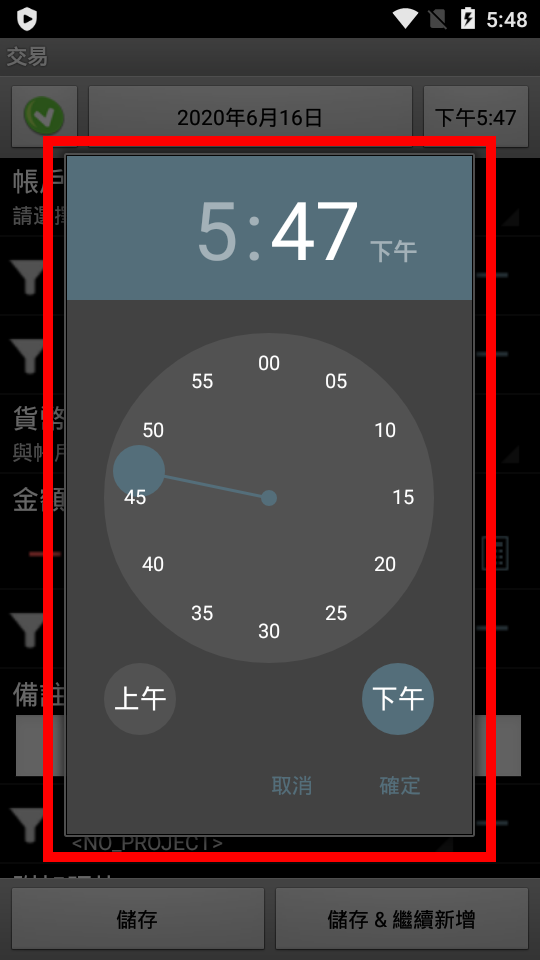 5:48
交易
2020年6月16日
下午5:47
帳戶
請選擇
5:47 下午
00
55
05
50
10
45
15
40
20
35
25
30
上午
下午
取消
確定
貨幣
與帳戶
金額
備註
<NO_PROJECT>
儲存
儲存 & 繼續新增